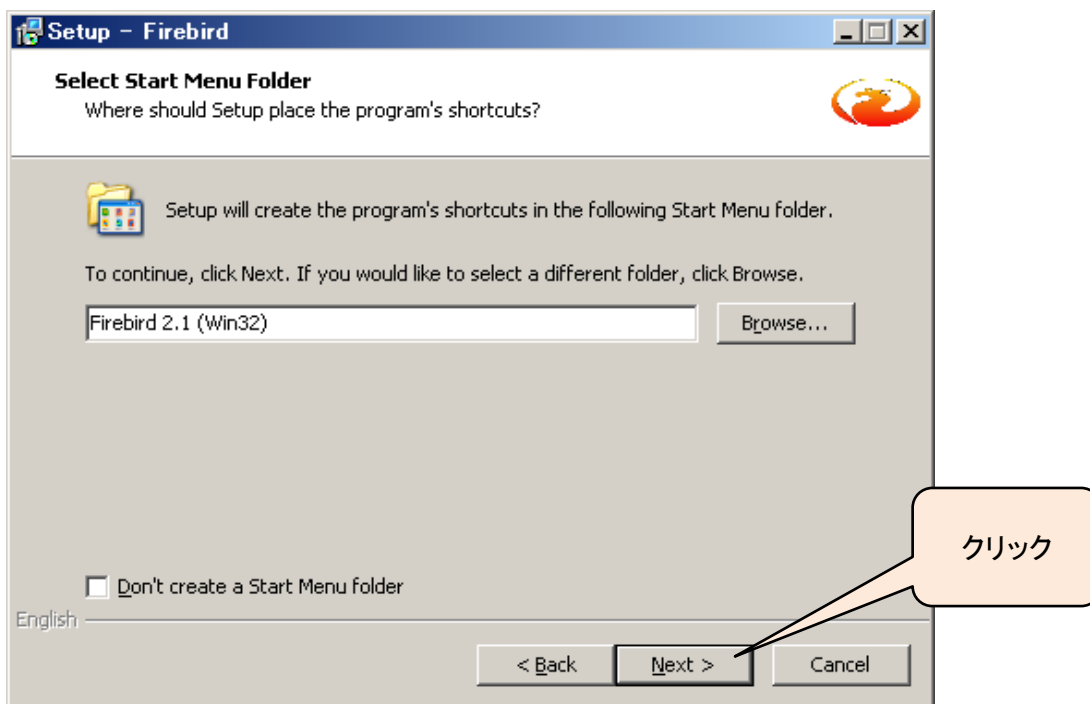 Setup - Firebird
Select Start Menu Folder
Where should Setup place the program's shortcuts?
Setup will create the program's shortcuts in the following Start Menu folder.
To continue, click Next. If you would like to select a different folder, click Browse.
Firebird 2.1 (Win32)
Browse...
クリック
Don't create a Start Menu folder
English
< Back
Next >
Cancel